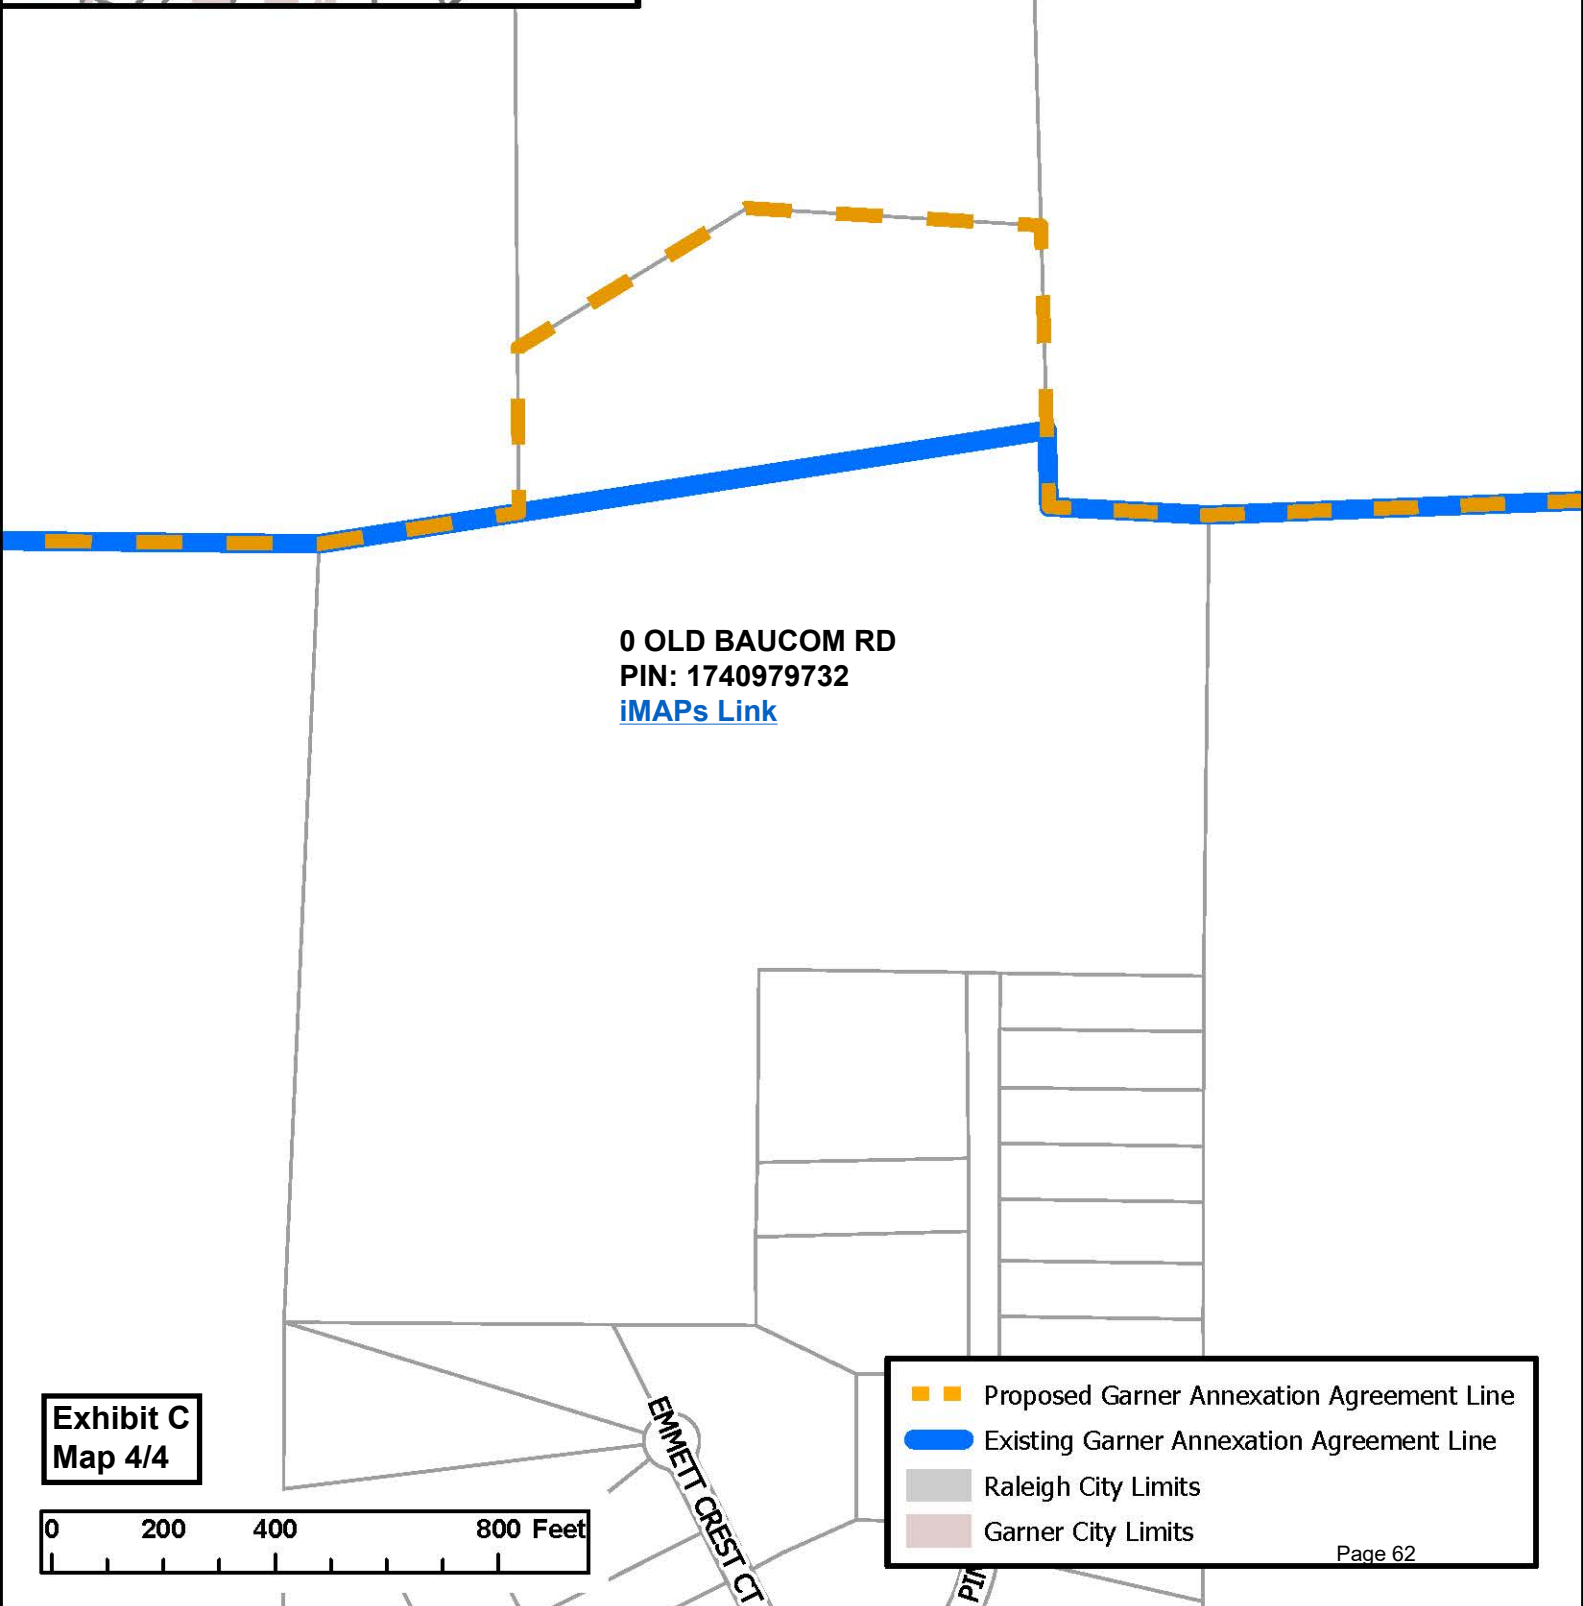 0 OLD BAUCOM RD
PIN: 1740979732
iMAPs Link
EMMETT CREST CT
PIN
Exhibit C
Map 4/4
0 200 400 800 Feet
Proposed Garner Annexation Agreement Line
Existing Garner Annexation Agreement Line
Raleigh City Limits
Garner City Limits
Page 62